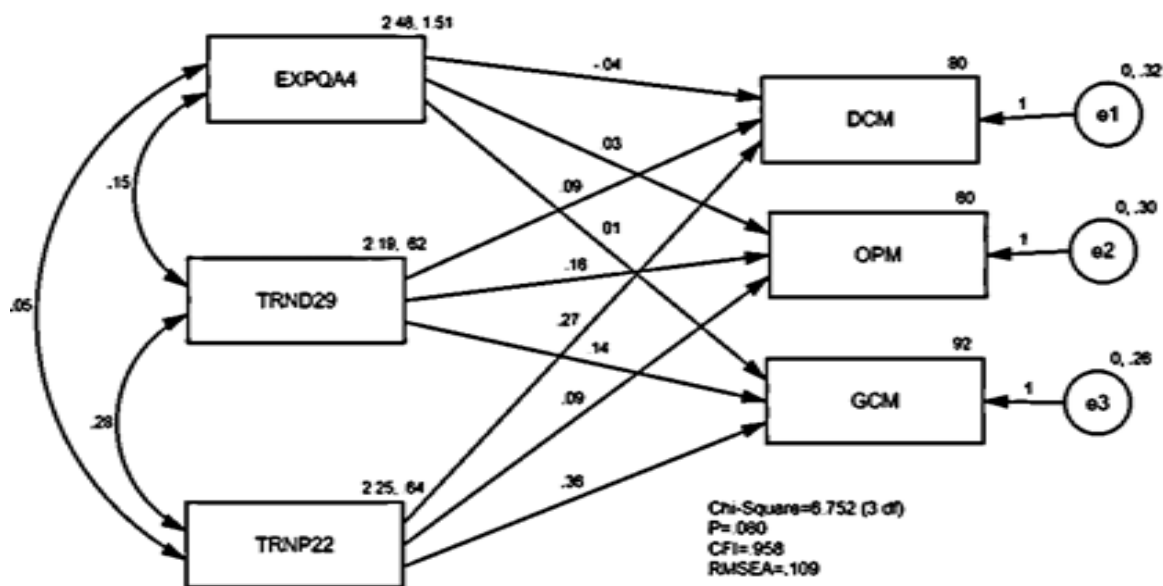 2 48, 1.51
EXPQA4
-.04
80
0, .32
DCM
1
e1
.03
.15
.09
01
80
0, .30
2 19, 62
OPM
1
e2
TRND29
.18
.05
.27
.14
92
0, .26
GCM
1
e3
.09
.28
2 25, 64
.36
TRNP22
Chi-Square=6.752 (3 df)
P=.080
CFI=.958
RMSEA=.109